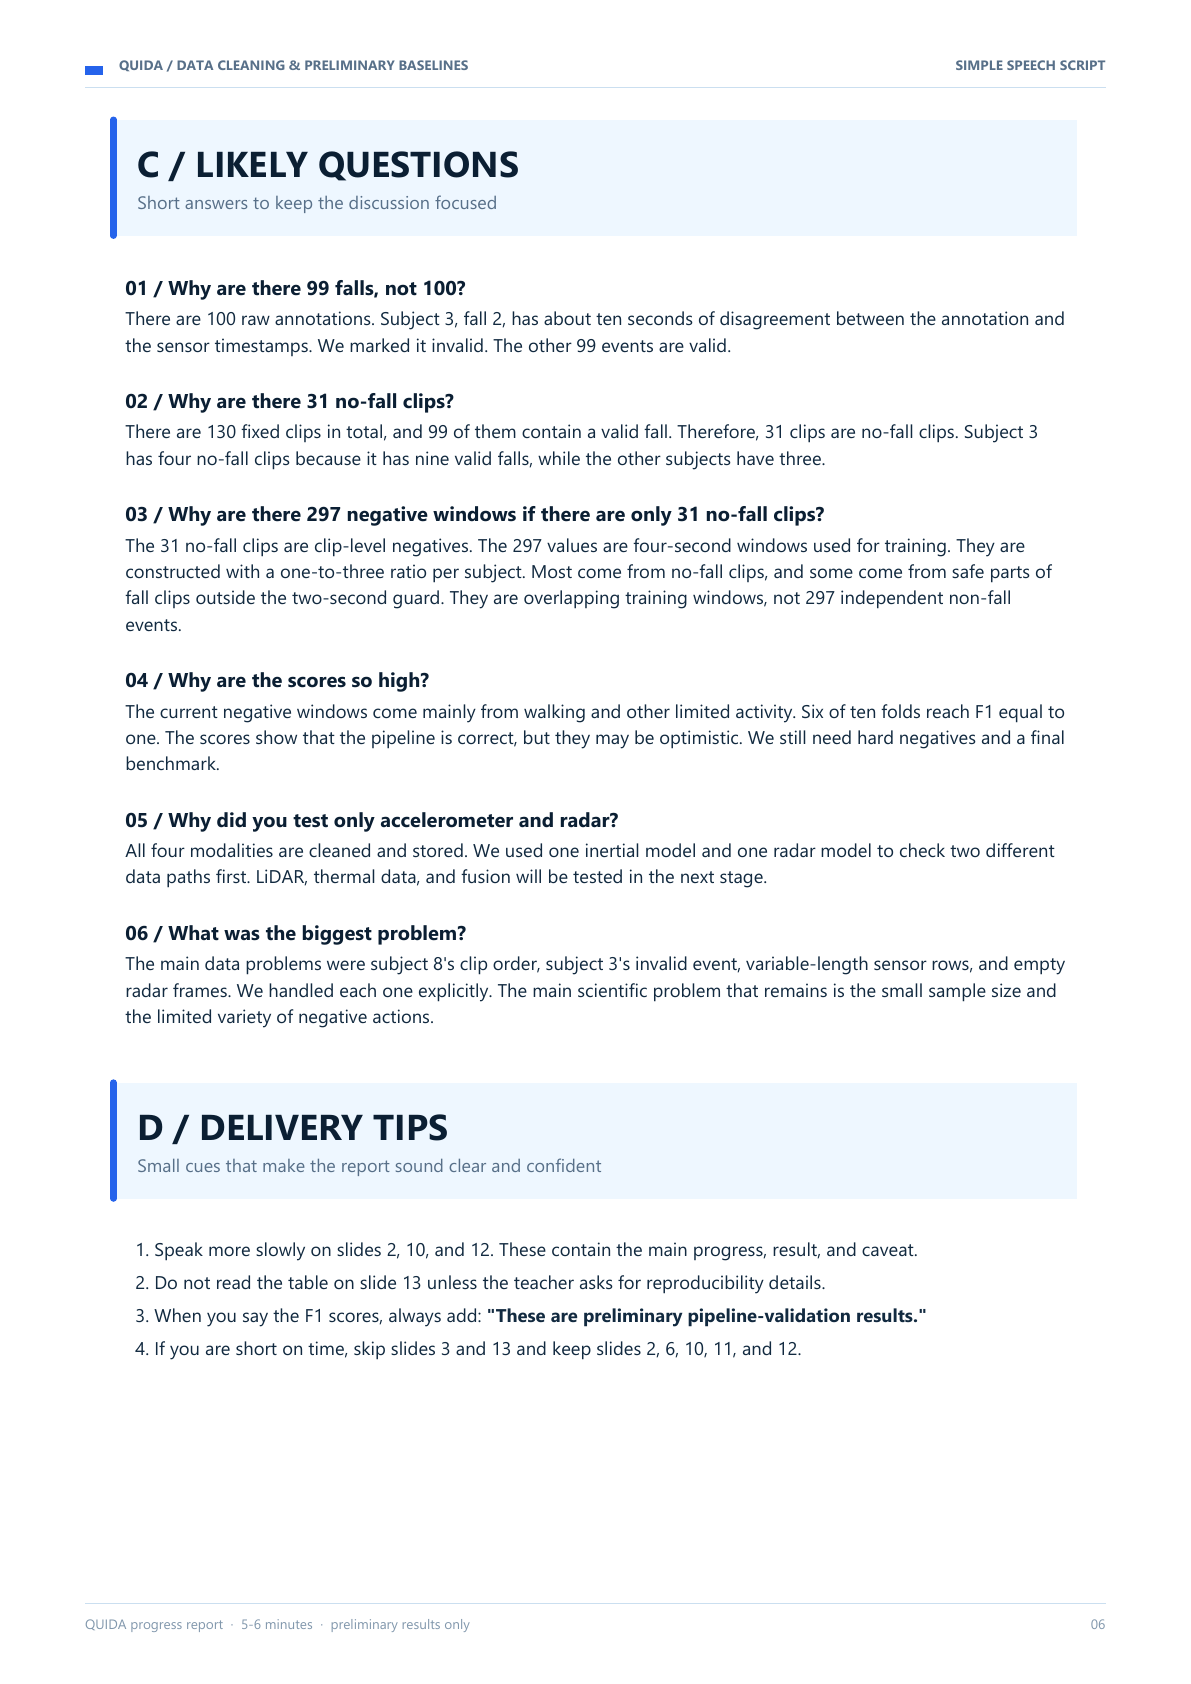 QUIDA / DATA CLEANING & PRELIMINARY BASELINES
SIMPLE SPEECH SCRIPT
C / LIKELY QUESTIONS
Short answers to keep the discussion focused
01 / Why are there 99 falls, not 100?
There are 100 raw annotations. Subject 3, fall 2, has about ten seconds of disagreement between the annotation and
the sensor timestamps. We marked it invalid. The other 99 events are valid.
02 / Why are there 31 no-fall clips?
There are 130 fixed clips in total, and 99 of them contain a valid fall. Therefore, 31 clips are no-fall clips. Subject 3
has four no-fall clips because it has nine valid falls, while the other subjects have three.
03 / Why are there 297 negative windows if there are only 31 no-fall clips?
The 31 no-fall clips are clip-level negatives. The 297 values are four-second windows used for training. They are
constructed with a one-to-three ratio per subject. Most come from no-fall clips, and some come from safe parts of
fall clips outside the two-second guard. They are overlapping training windows, not 297 independent non-fall
events.
04 / Why are the scores so high?
The current negative windows come mainly from walking and other limited activity. Six of ten folds reach F1 equal to
one. The scores show that the pipeline is correct, but they may be optimistic. We still need hard negatives and a final
benchmark.
05 / Why did you test only accelerometer and radar?
All four modalities are cleaned and stored. We used one inertial model and one radar model to check two different
data paths first. LiDAR, thermal data, and fusion will be tested in the next stage.
06 / What was the biggest problem?
The main data problems were subject 8's clip order, subject 3's invalid event, variable-length sensor rows, and empty
radar frames. We handled each one explicitly. The main scientific problem that remains is the small sample size and
the limited variety of negative actions.
D / DELIVERY TIPS
Small cues that make the report sound clear and confident
1. Speak more slowly on slides 2, 10, and 12. These contain the main progress, result, and caveat.
2. Do not read the table on slide 13 unless the teacher asks for reproducibility details.
3. When you say the F1 scores, always add: "These are preliminary pipeline-validation results."
4. If you are short on time, skip slides 3 and 13 and keep slides 2, 6, 10, 11, and 12.
QUIDA progress report · 5-6 minutes · preliminary results only
06